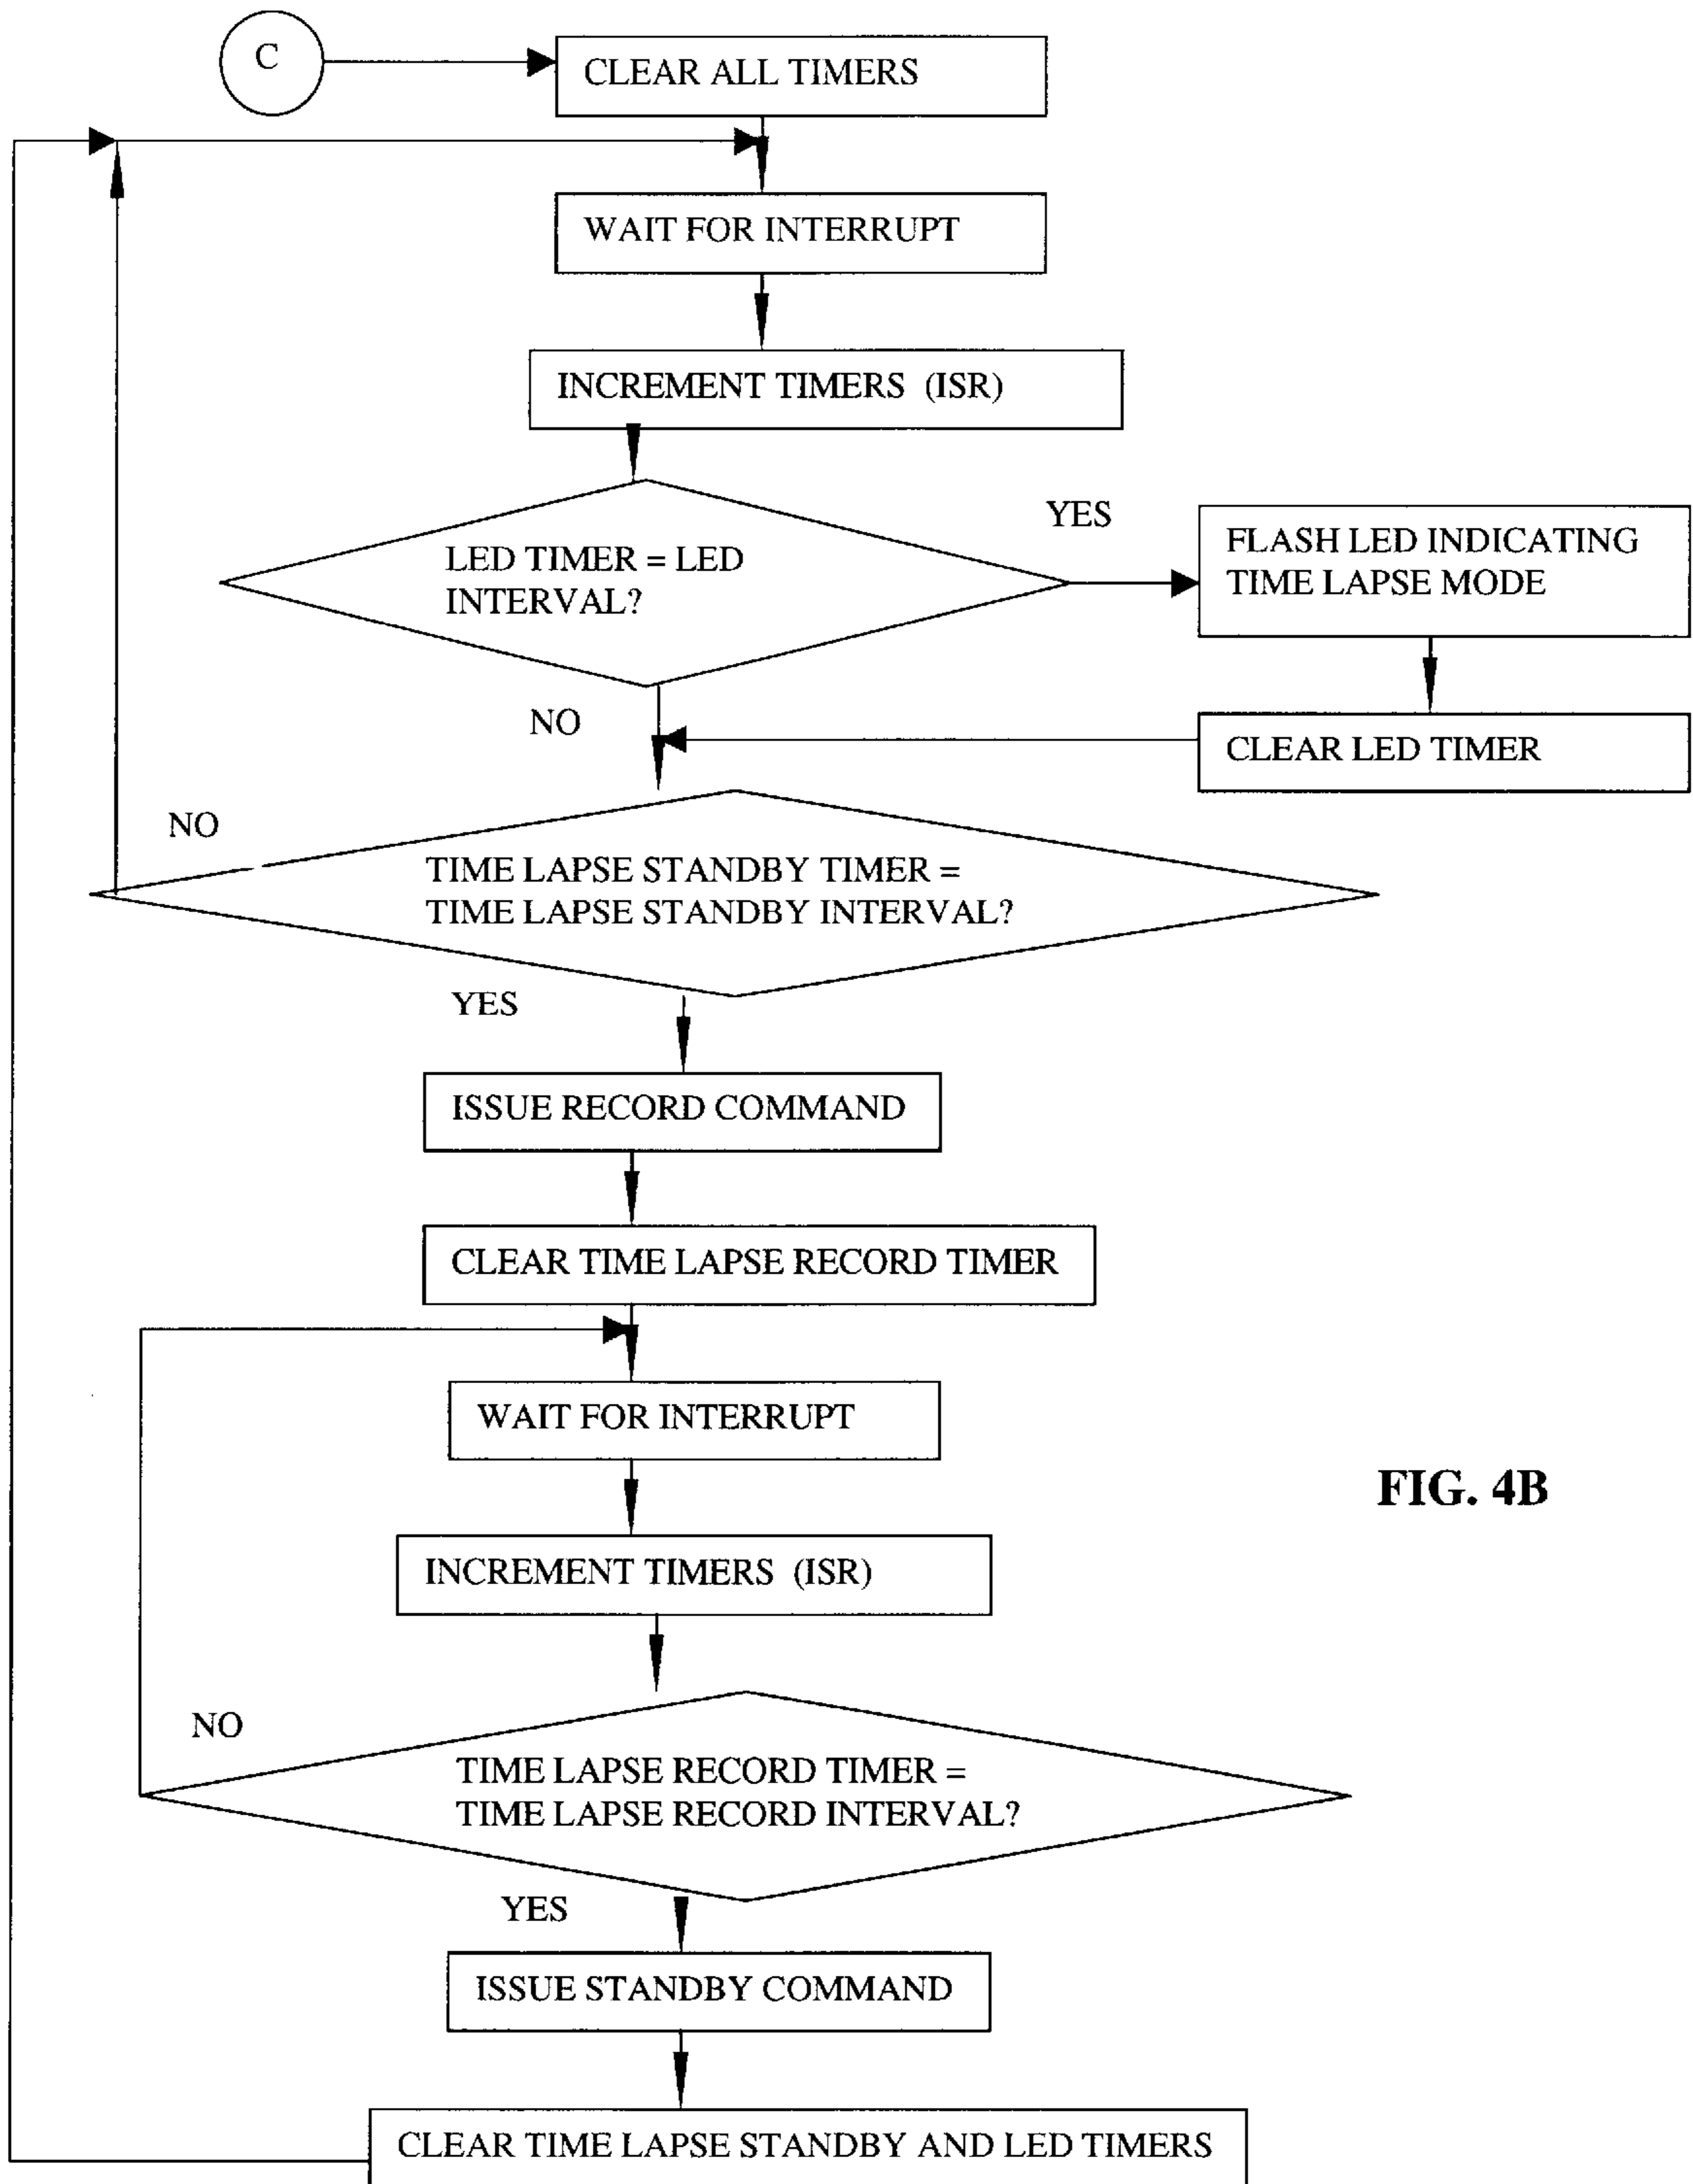 C
CLEAR ALL TIMERS
WAIT FOR INTERRUPT
INCREMENT TIMERS (ISR)
LED TIMER = LED
INTERVAL?
YES
FLASH LED INDICATING
TIME LAPSE MODE
NO
CLEAR LED TIMER
NO
TIME LAPSE STANDBY TIMER =
TIME LAPSE STANDBY INTERVAL?
YES
ISSUE RECORD COMMAND
CLEAR TIME LAPSE RECORD TIMER
WAIT FOR INTERRUPT
FIG. 4B
INCREMENT TIMERS (ISR)
NO
TIME LAPSE RECORD TIMER =
TIME LAPSE RECORD INTERVAL?
YES
ISSUE STANDBY COMMAND
CLEAR TIME LAPSE STANDBY AND LED TIMERS